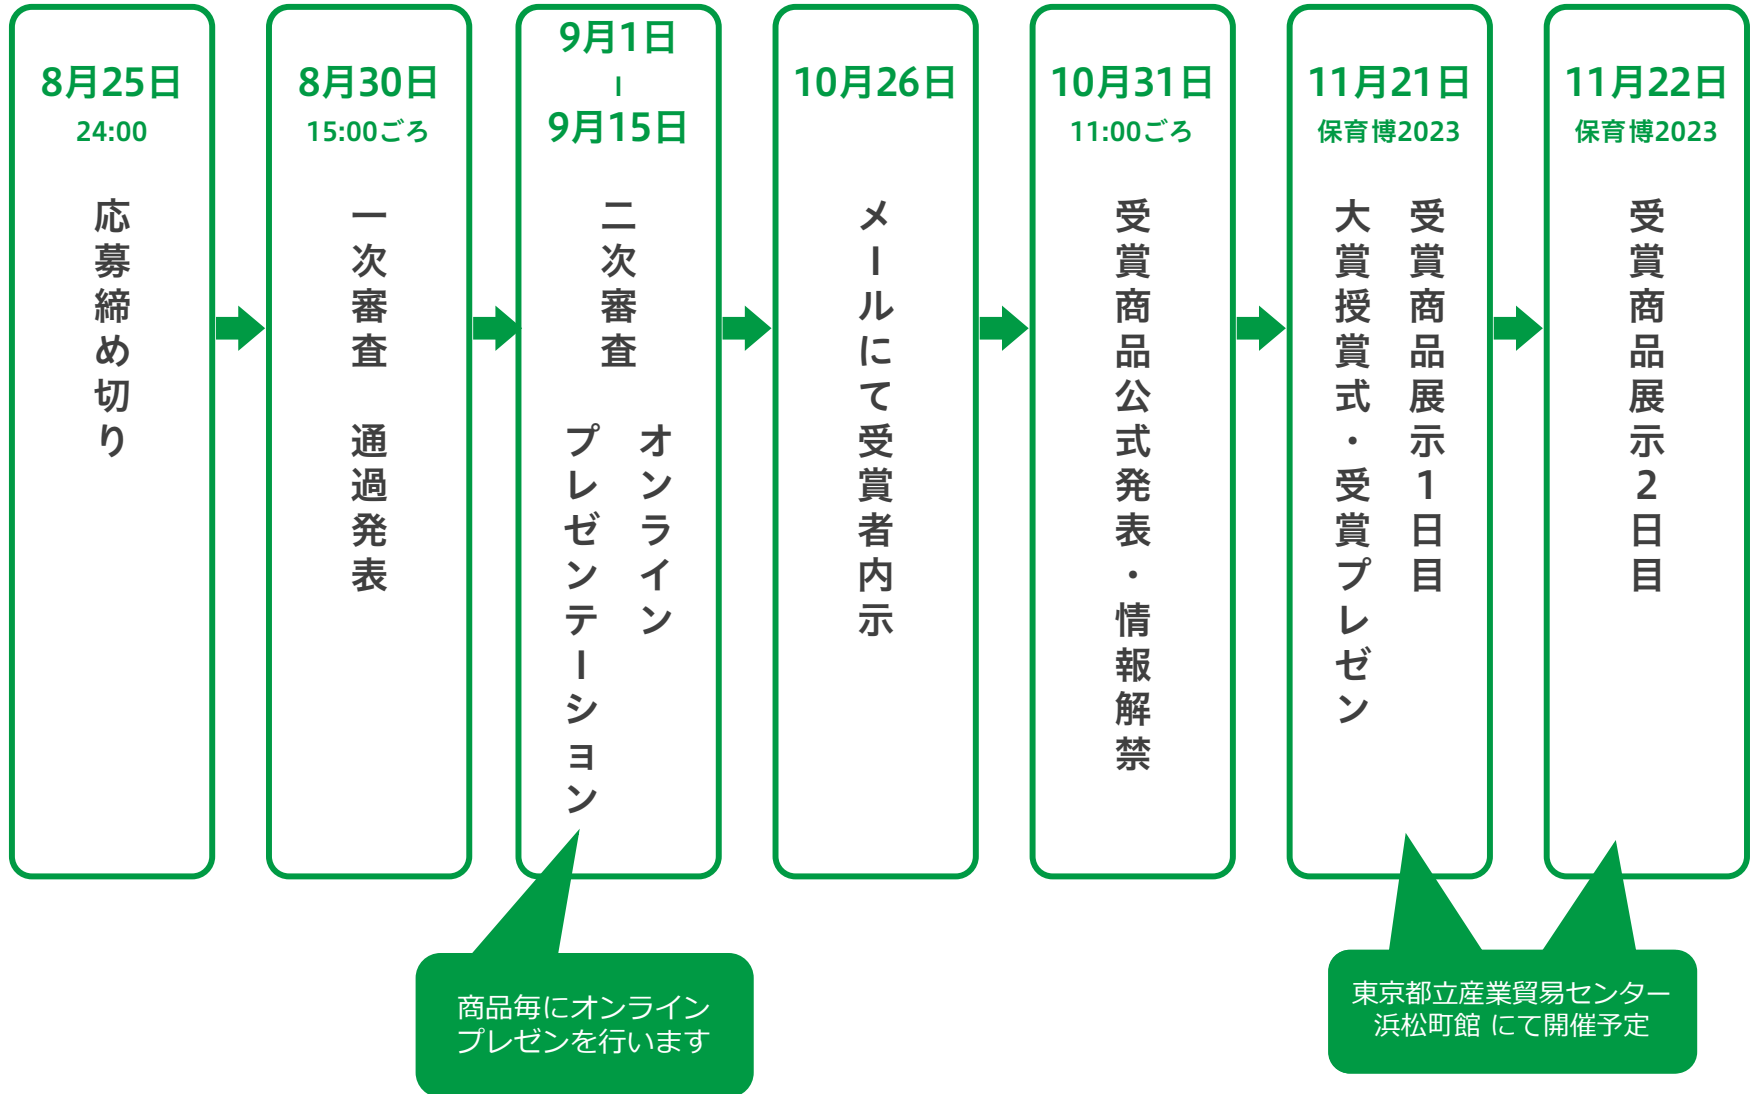 8月25日
24:00
応募締め切り
8月30日
15:00ごろ
一次審査　通過発表
9月1日
-
9月15日
二次審査
オンライン
プレゼンテーション
10月26日
メールにて受賞者内示
10月31日
11:00ごろ
受賞商品公式発表・情報解禁
11月21日
保育博2023
受賞商品展示1日目
大賞授賞式・受賞プレゼン
11月22日
保育博2023
受賞商品展示2日目
商品毎にオンライン
プレゼンを行います
東京都立産業貿易センター
浜松町館 にて開催予定